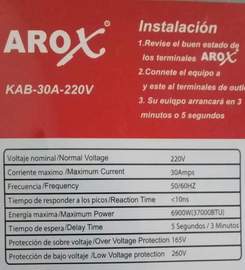 AROX
KAB-30A-220V
Instalación
1.Revise el buen estado de
los terminales AROX
2.Connete el equipo a
y este al terminales de outl
3. Su euiqpo arrancará en 3
minutos o 5 segundos
Voltaje nominal/Normal Voltage 220V
Corriente maximo /Maximum Current 30Amps
Frecuencia/Frequency 50/60HZ
Tiempo de responder a los picos/Reaction Time <10ns
Energia maxima/Maximum Power 6900W(37000BTU)
Tiempo de espera/Delay Time 5 Segundos / 3 Minutos
Protección de sobre voltaje/Over Voltage Protection 165V
Protección de bajo voltaje /Low Voltage protection 260V